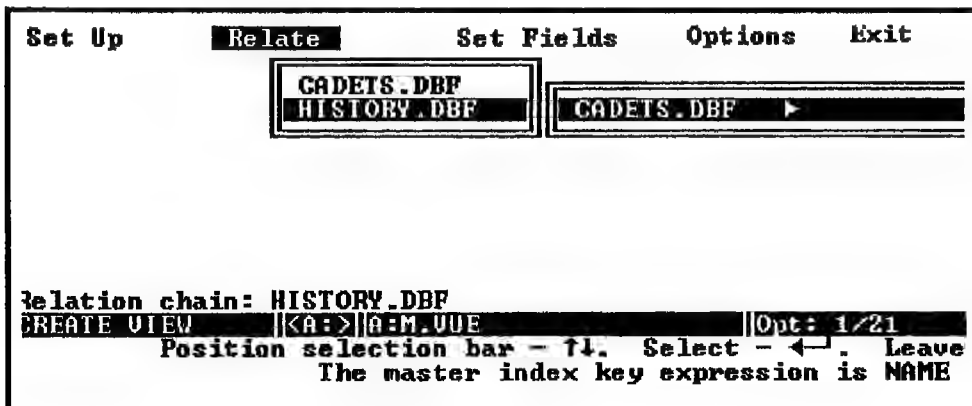 Set Up Relate Set Fields Options Exit
CADETS.DBF
HISTORY.DBF CADETS.DBF ►
Relation chain: HISTORY.DBF
CREATE VIEW ||<A:>||A:M.VUE ||Opt: 1/21
Position selection bar - ↑↓. Select - ←┘. Leave
The master index key expression is NAME